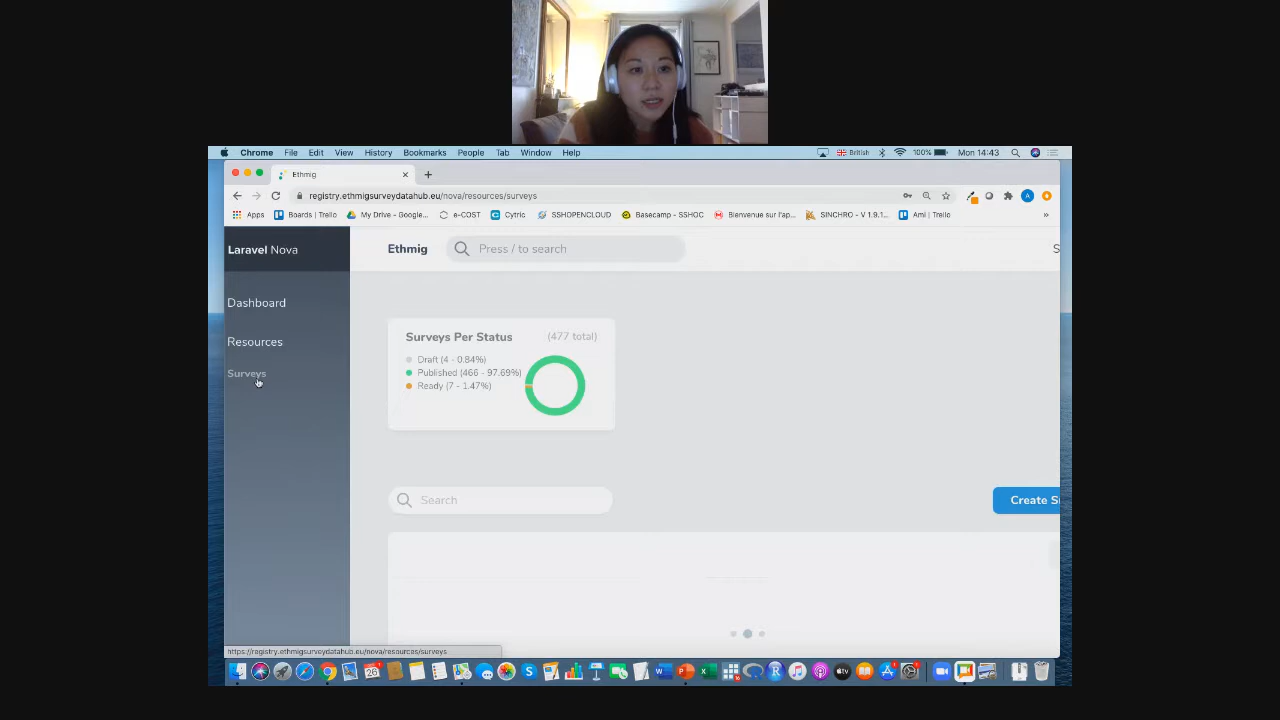 Chrome File Edit View History Bookmarks People Tab Window Help British 100% Mon 14:43
Ethmig
registry.ethmigsurveydatahub.eu/nova/resources/surveys
Apps Boards | Trello My Drive - Google... e-COST Cytric SSHOPENCLOUD Basecamp - SSHOC Bienvenue sur l'ap... SINCHRO - V 1.9.1... Ami | Trello »
Laravel Nova Ethmig Press / to search S
Dashboard
Resources
Surveys
Surveys Per Status (477 total)
Draft (4 - 0.84%)
Published (466 - 97.69%)
Ready (7 - 1.47%)
Search Create S
https://registry.ethmigsurveydatahub.eu/nova/resources/surveys